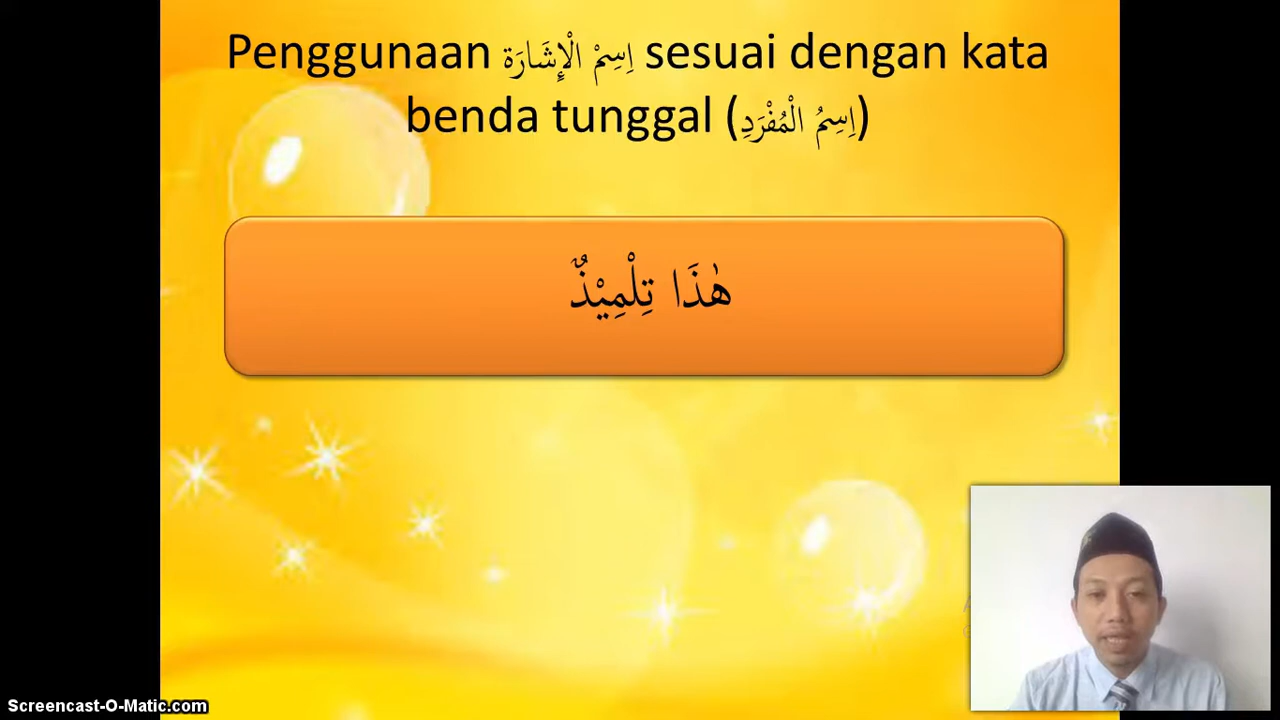 Penggunaan اِسِمْ الْإِشَارَة sesuai dengan kata
benda tunggal (اِسِمُ الْمُفْرَدِ)
هٰذَا تِلْمِيْذٌ
Screencast-O-Matic.com